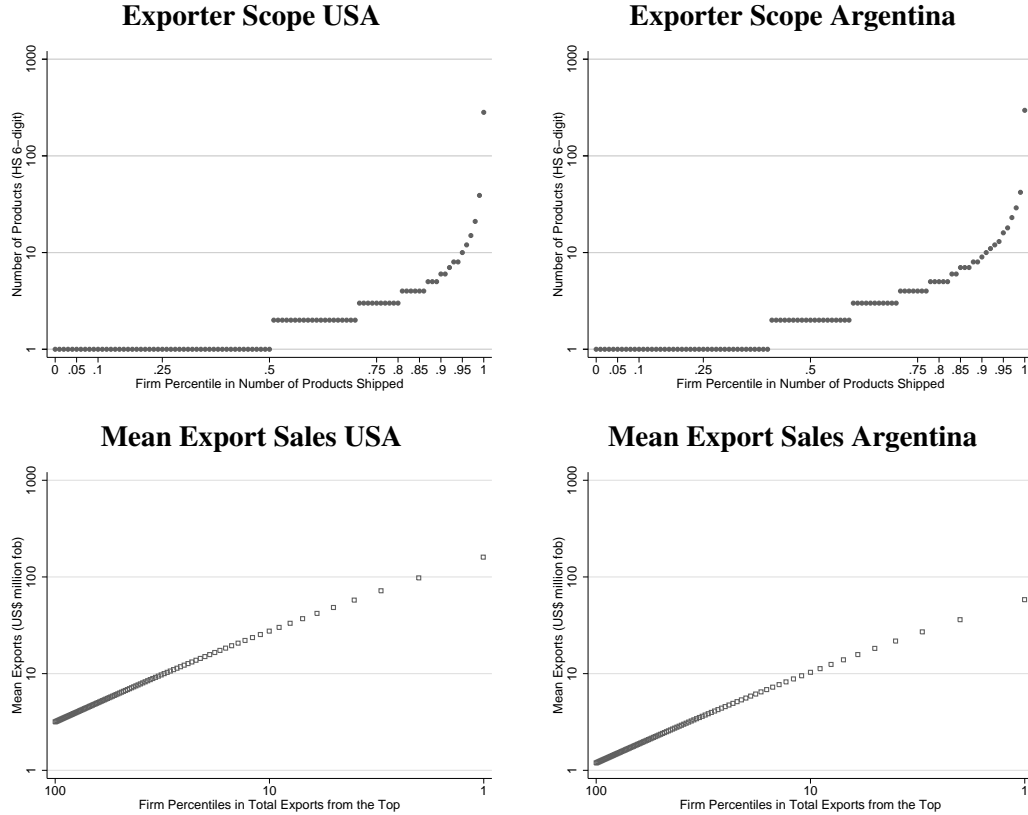 Exporter Scope USA
Number of Products (HS 6−digit)
1000
100
10
1
0 .05 .1 .25 .5 .75 .8 .85 .9 .95 1
Firm Percentile in Number of Products Shipped
Exporter Scope Argentina
Number of Products (HS 6−digit)
1000
100
10
1
0 .05 .1 .25 .5 .75 .8 .85 .9 .95 1
Firm Percentile in Number of Products Shipped
Mean Export Sales USA
Mean Exports (US$ million fob)
1000
100
10
1
100 10 1
Firm Percentiles in Total Exports from the Top
Mean Export Sales Argentina
Mean Exports (US$ million fob)
1000
100
10
1
100 10 1
Firm Percentiles in Total Exports from the Top